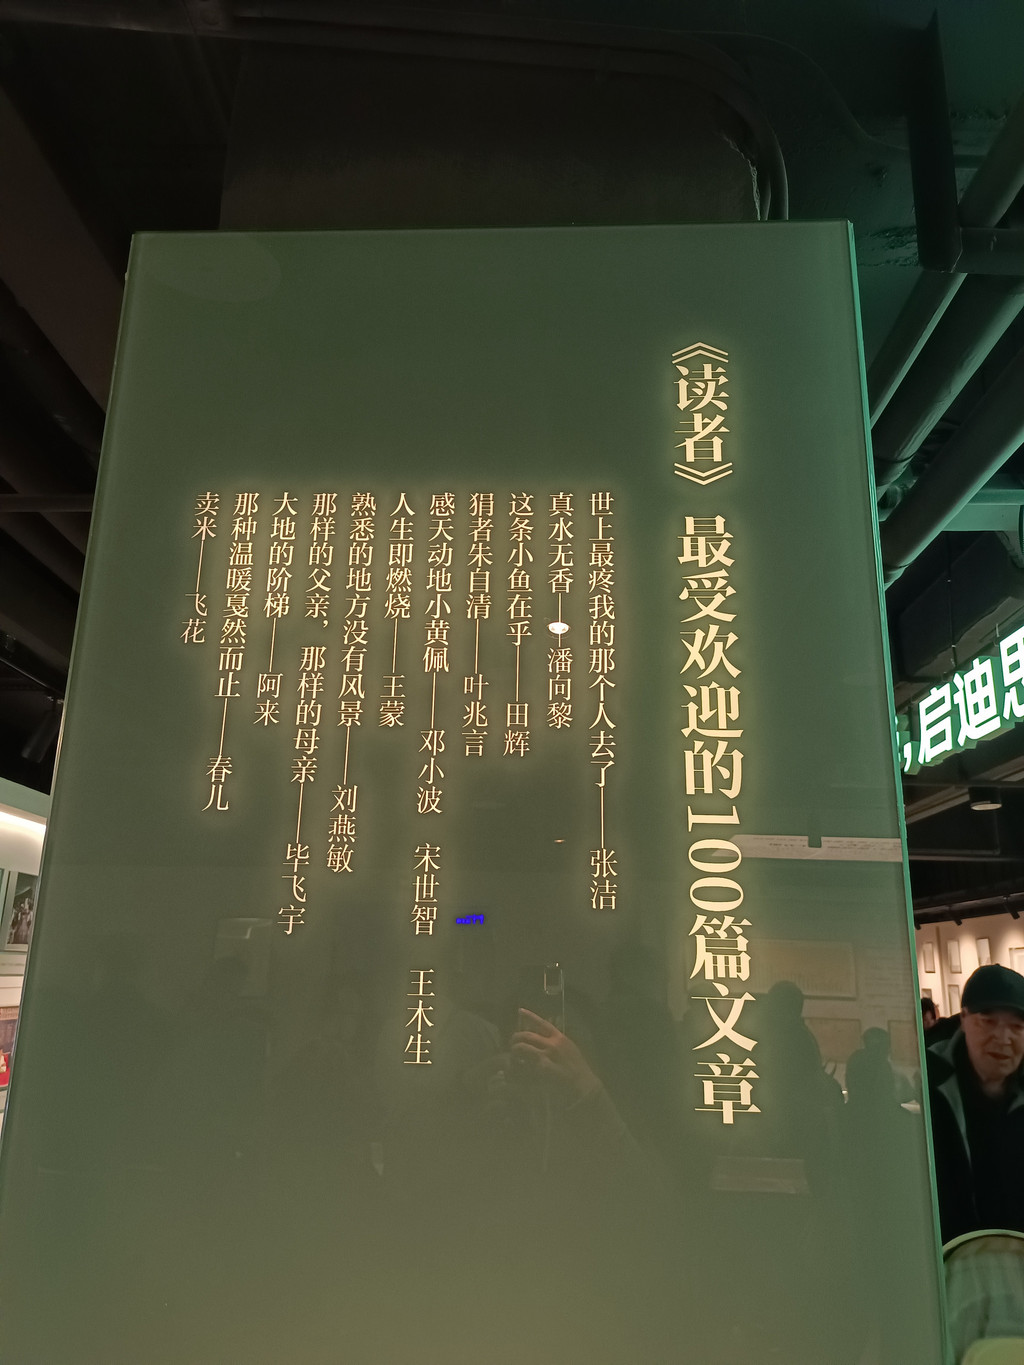 《读者》最受欢迎的100篇文章
世上最疼我的那个人去了——张洁
真水无香——潘向黎
这条小鱼在乎——田辉
狷者朱自清——叶兆言
感天动地小黄佩——邓小波 宋世智 王木生
人生即燃烧——王蒙
熟悉的地方没有风景——刘燕敏
那样的父亲，那样的母亲——毕飞宇
大地的阶梯——阿来
那种温暖戛然而止——春儿
卖米——飞花
，启迪思